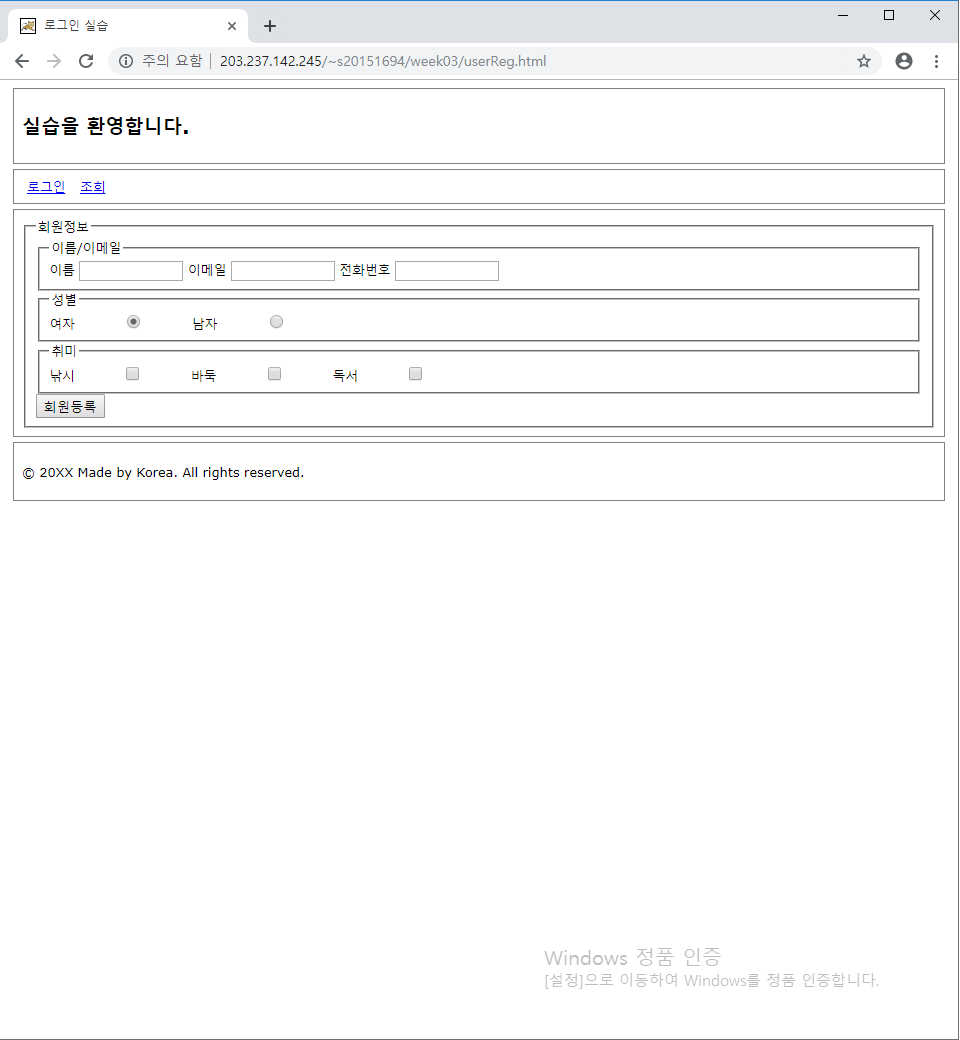 로그인 실습
주의 요함 | 203.237.142.245/~s20151694/week03/userReg.html
실습을 환영합니다.
로그인 조회
회원정보
이름/이메일
이름 이메일 전화번호
성별
여자 남자
취미
낚시 바둑 독서
회원등록
© 20XX Made by Korea. All rights reserved.
Windows 정품 인증
[설정]으로 이동하여 Windows를 정품 인증합니다.